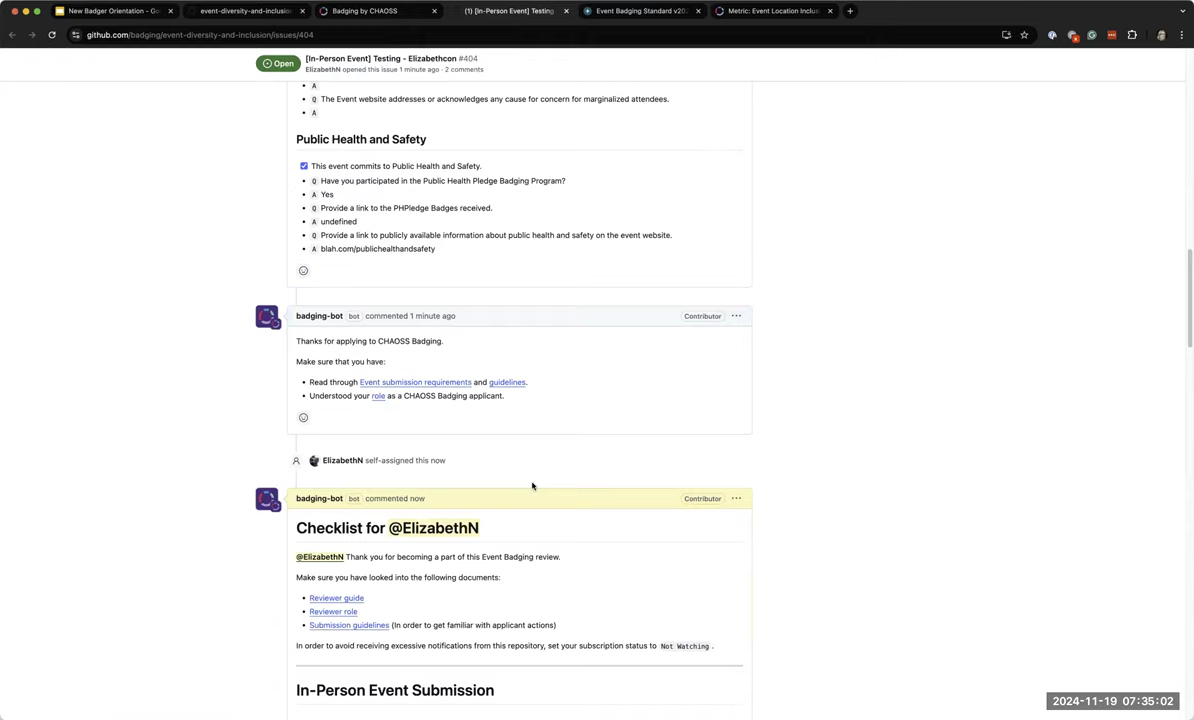 New Badger Orientation - Go
event-diversity-and-inclusion
Badging by CHAOSS
(1) [In-Person Event] Testing
Event Badging Standard v202
Metric: Event Location Inclus
github.com/badging/event-diversity-and-inclusion/issues/404
Open
[In-Person Event] Testing - Elizabethcon #404
ElizabethN opened this issue 1 minute ago · 2 comments
A
Q The Event website addresses or acknowledges any cause for concern for marginalized attendees.
A
Public Health and Safety
This event commits to Public Health and Safety.
Q Have you participated in the Public Health Pledge Badging Program?
A Yes
Q Provide a link to the PHPledge Badges received.
A undefined
Q Provide a link to publicly available information about public health and safety on the event website.
A blah.com/publichealthandsafety
badging-bot bot commented 1 minute ago Contributor
Thanks for applying to CHAOSS Badging.
Make sure that you have:
• Read through Event submission requirements and guidelines.
• Understood your role as a CHAOSS Badging applicant.
ElizabethN self-assigned this now
badging-bot bot commented now Contributor
Checklist for @ElizabethN
@ElizabethN Thank you for becoming a part of this Event Badging review.
Make sure you have looked into the following documents:
• Reviewer guide
• Reviewer role
• Submission guidelines (In order to get familiar with applicant actions)
In order to avoid receiving excessive notifications from this repository, set your subscription status to Not Watching .
In-Person Event Submission
2024-11-19 07:35:02